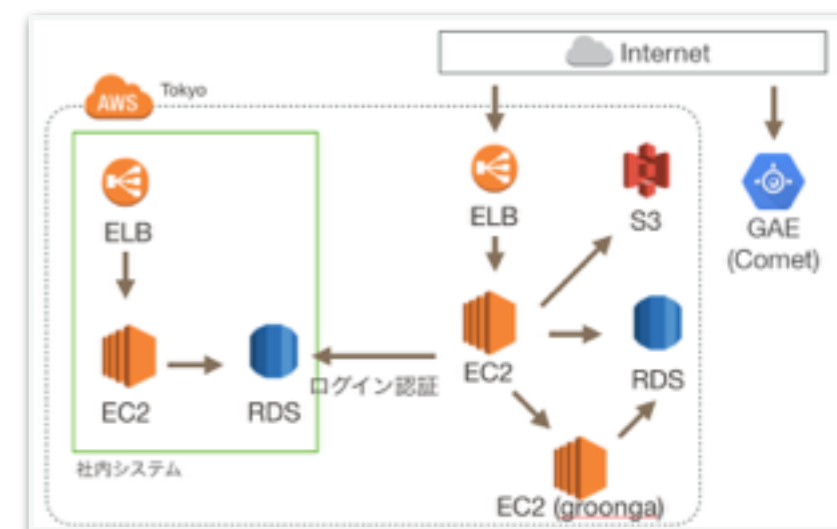 Internet
AWS
Tokyo
ELB
EC2
RDS
社内システム
ログイン認証
ELB
S3
EC2
RDS
EC2 (groonga)
GAE
(Comet)